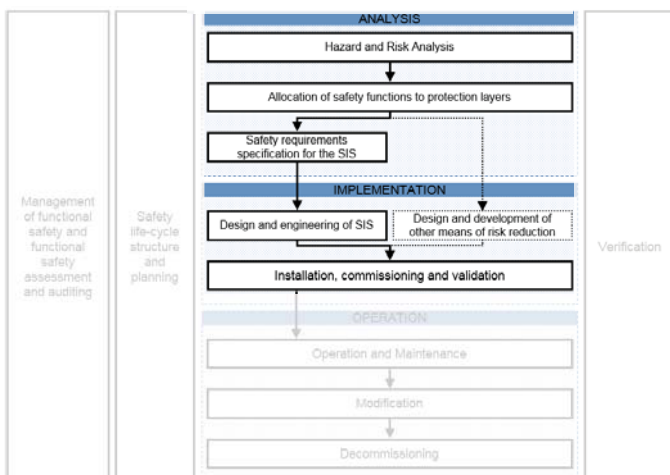 ANALYSIS
Hazard and Risk Analysis
Allocation of safety functions to protection layers
Safety requirements
specification for the SIS
Management
of functional
safety and
functional
safety
assessment
and auditing
Safety
life-cycle
structure
and
planning
IMPLEMENTATION
Design and engineering of SIS
Design and development of
other means of risk reduction
Verification
Installation, commissioning and validation
OPERATION
Operation and Maintenance
Modification
Decommissioning